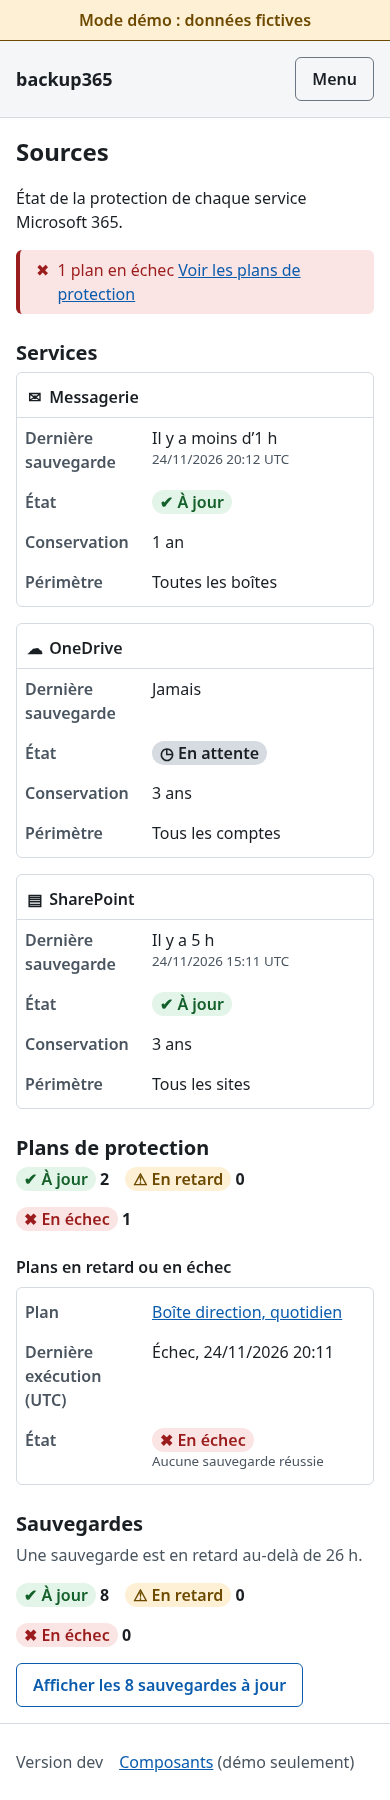 Mode démo : données fictives
backup365
Menu
Sources
État de la protection de chaque service
Microsoft 365.
✖ 1 plan en échec Voir les plans de
protection
Services
✉ Messagerie
Dernière
sauvegarde
Il y a moins d’1 h
24/11/2026 20:12 UTC
État
✔ À jour
Conservation
1 an
Périmètre
Toutes les boîtes
☁ OneDrive
Dernière
sauvegarde
Jamais
État
◷ En attente
Conservation
3 ans
Périmètre
Tous les comptes
▤ SharePoint
Dernière
sauvegarde
Il y a 5 h
24/11/2026 15:11 UTC
État
✔ À jour
Conservation
3 ans
Périmètre
Tous les sites
Plans de protection
✔ À jour 2 ⚠ En retard 0
✖ En échec 1
Plans en retard ou en échec
Plan
Boîte direction, quotidien
Dernière
exécution
(UTC)
Échec, 24/11/2026 20:11
État
✖ En échec
Aucune sauvegarde réussie
Sauvegardes
Une sauvegarde est en retard au-delà de 26 h.
✔ À jour 8 ⚠ En retard 0
✖ En échec 0
Afficher les 8 sauvegardes à jour
Version dev Composants (démo seulement)